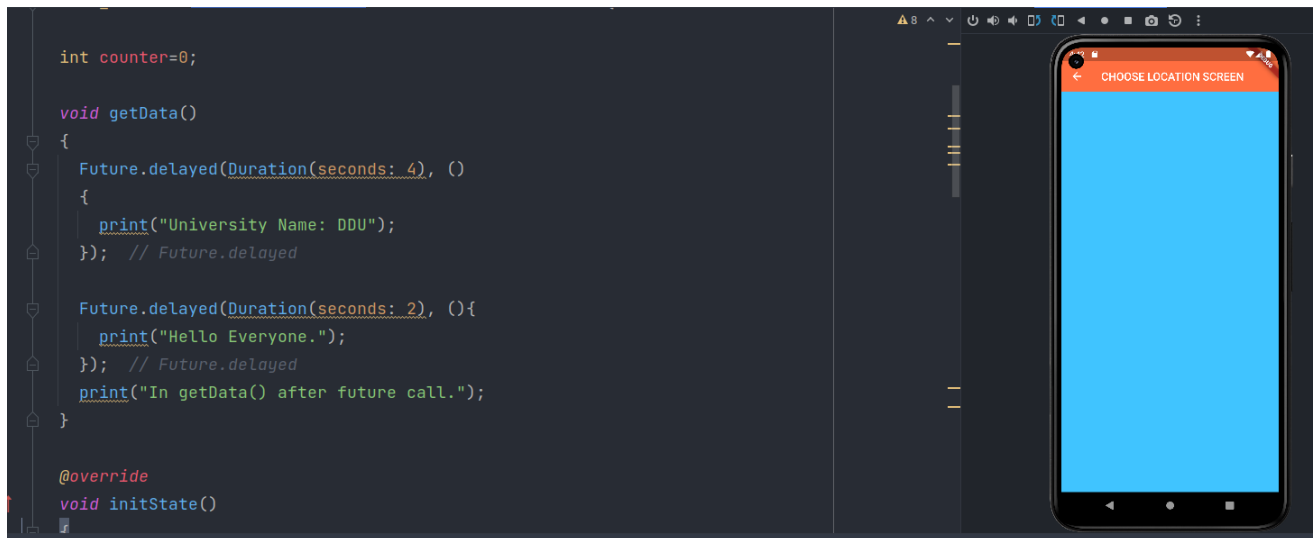 8
int counter=0;
void getData()
{
Future.delayed(Duration(seconds: 4), ()
{
print("University Name: DDU");
}); // Future.delayed
Future.delayed(Duration(seconds: 2), (){
print("Hello Everyone.");
}); // Future.delayed
print("In getData() after future call.");
}
@override
void initState()
{
CHOOSE LOCATION SCREEN